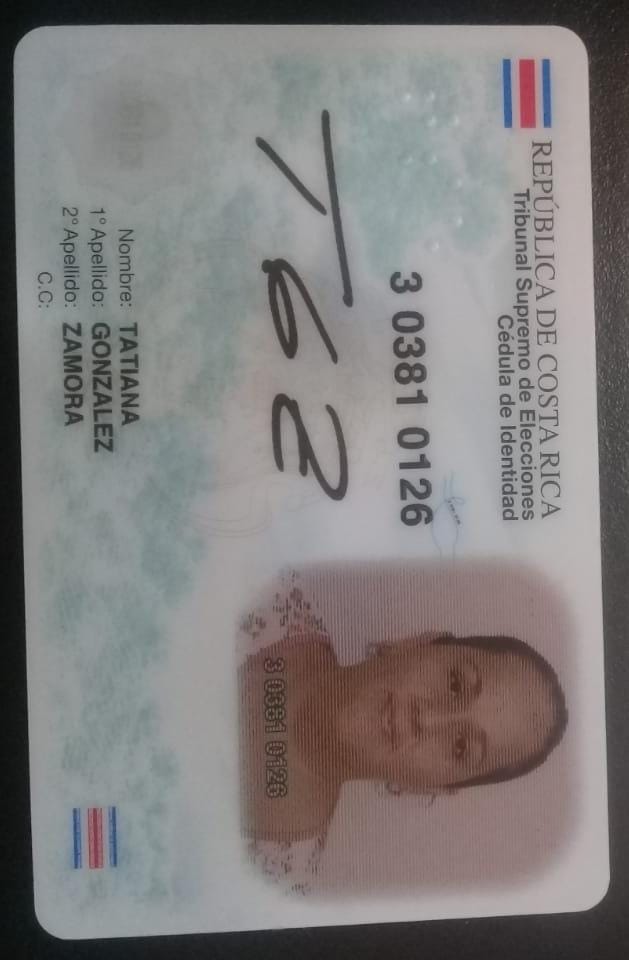 REPÚBLICA DE COSTA RICA
Tribunal Supremo de Elecciones
Cédula de Identidad
3 0381 0126
3 0381 0126
Nombre: TATIANA
1° Apellido: GONZALEZ
2° Apellido: ZAMORA
C.C: